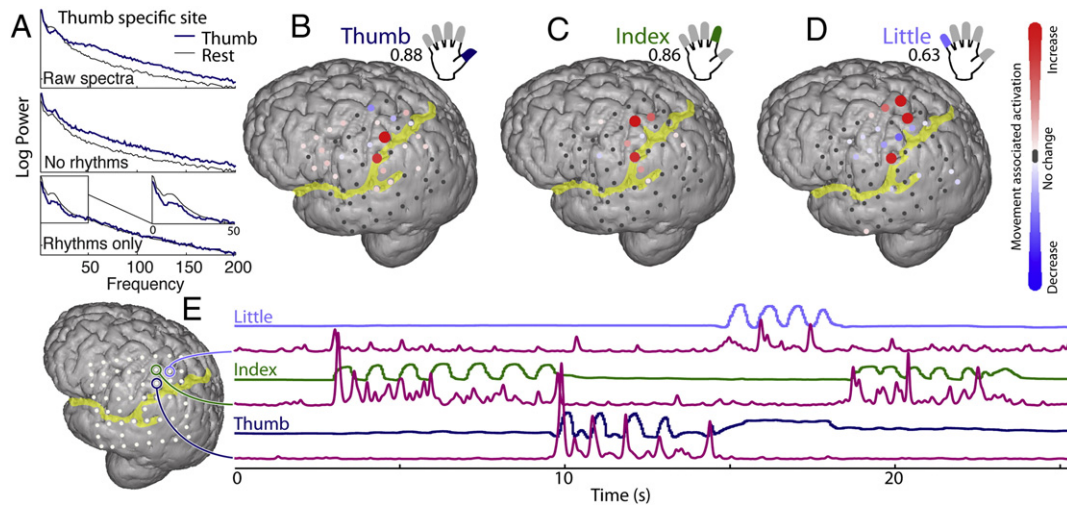 A
Thumb specific site
Thumb
Rest
Raw spectra
No rhythms
Rhythms only
0
50
50
100
150
200
Frequency
Log Power
B
Thumb
0.88
C
Index
0.86
D
Little
0.63
Increase
No change
Decrease
Movement associated activation
E
Little
Index
Thumb
0
10
20
Time (s)